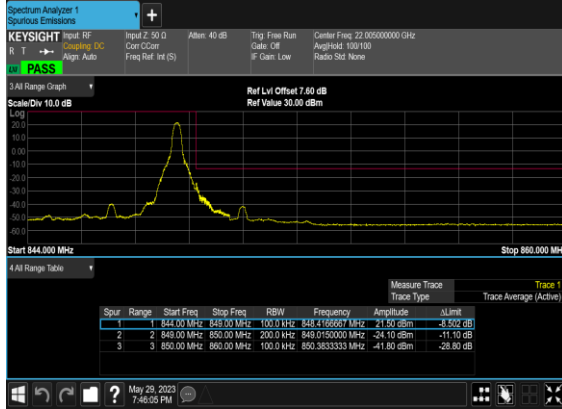 Spectrum Analyzer 1
Spurious Emissions
KEYSIGHT Input: RF Input Z: 50 Ω Atten: 40 dB Trig: Free Run Center Freq: 22.005000000 GHz
R T Coupling: DC Corr CCorr Gate: Off Avg|Hold: 100/100
Align: Auto Freq Ref: Int (S) IF Gain: Low Radio Std: None
PASS
3 All Range Graph
Ref Lvl Offset 7.60 dB
Scale/Div 10.0 dB Ref Value 30.00 dBm
Log
20.0
10.0
0.00
-10.0
-20.0
-30.0
-40.0
-50.0
-60.0
Start 844.000 MHz Stop 860.000 MH
4 All Range Table
Measure Trace Trace 1
Trace Type Trace Average (Active)
Spur Range Start Freq Stop Freq RBW Frequency Amplitude ΔLimit
1 1 844.00 MHz 849.00 MHz 100.0 kHz 848.4166667 MHz 21.50 dBm -8.502 dB
2 2 849.00 MHz 850.00 MHz 200.0 kHz 849.0150000 MHz -24.10 dBm -11.10 dB
3 3 850.00 MHz 860.00 MHz 100.0 kHz 850.3833333 MHz -41.80 dBm -28.80 dB
? May 29, 2023
7:46:05 PM